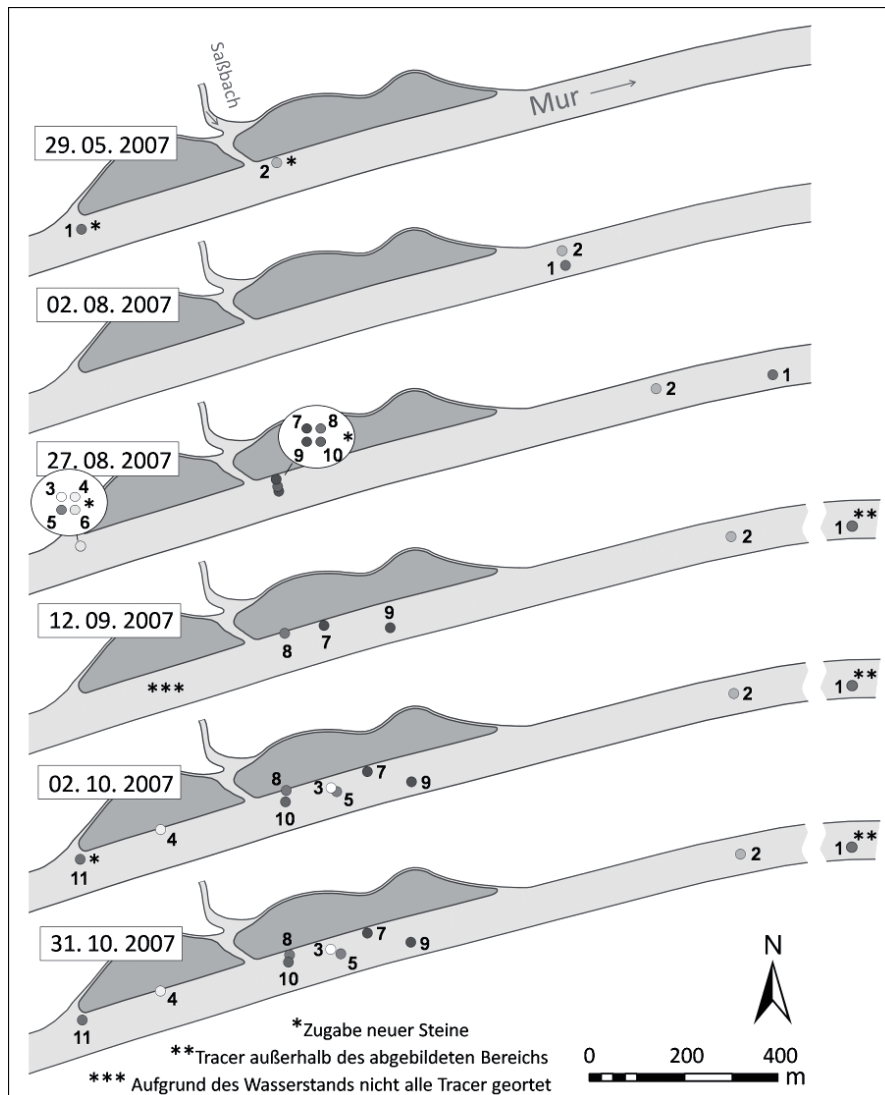 Saßbach
Mur
29. 05. 2007
2 *
1 *
02. 08. 2007
2
1
27. 08. 2007
1
2
7 8
*
9 10
3 4
*
5 6
12. 09. 2007
1 **
2
9
8 7
***
02. 10. 2007
1 **
2
8 3 7
5 9
10
4
*
11
31. 10. 2007
1 **
2
8 3 7
5 9
10
4
11
N
*Zugabe neuer Steine
**Tracer außerhalb des abgebildeten Bereichs
*** Aufgrund des Wasserstands nicht alle Tracer geortet
0 200 400
m